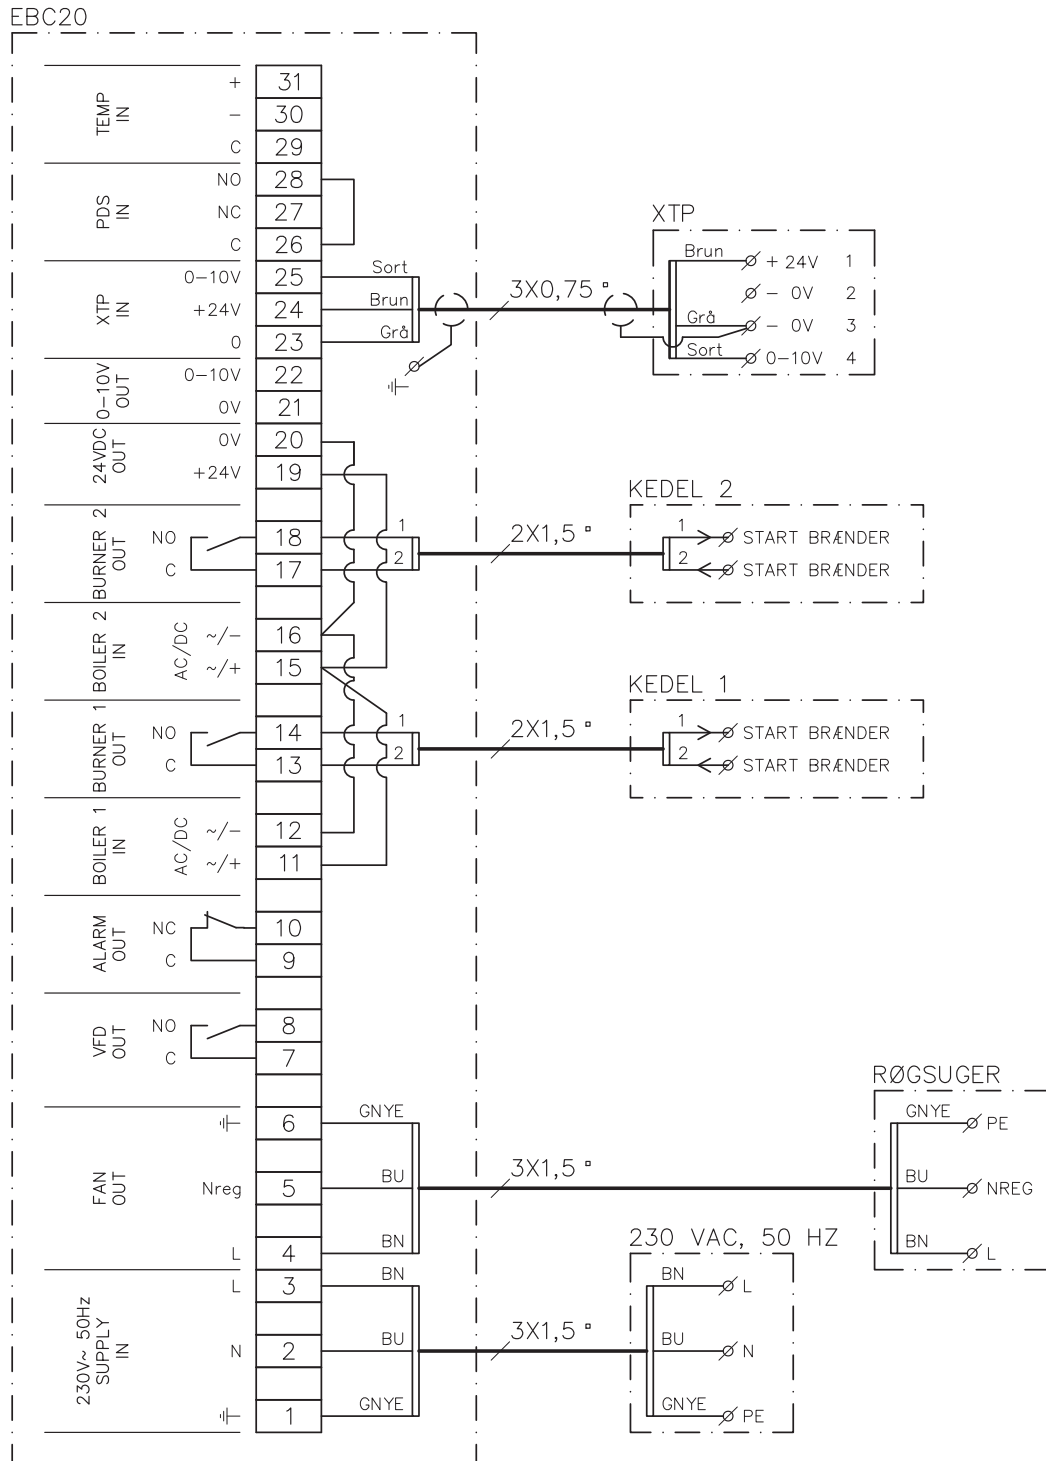 EBC20
TEMP IN
+ 31
- 30
C 29
PDS IN
NO 28
NC 27
C 26
XTP IN
0-10V 25 Sort
+24V 24 Brun
0 23 Grå
3X0,75 ▫
XTP
Brun + 24V 1
- 0V 2
Grå - 0V 3
Sort 0-10V 4
0-10V OUT
0-10V 22
0V 21
24VDC OUT
0V 20
+24V 19
BURNER 2 OUT
NO 18 1
C 17 2
2X1,5 ▫
KEDEL 2
1 START BRÆNDER
2 START BRÆNDER
BOILER 2 IN
AC/DC
~/- 16
~/+ 15
BURNER 1 OUT
NO 14 1
C 13 2
2X1,5 ▫
KEDEL 1
1 START BRÆNDER
2 START BRÆNDER
BOILER 1 IN
AC/DC
~/- 12
~/+ 11
ALARM OUT
NC 10
C 9
VFD OUT
NO 8
C 7
FAN OUT
6 GNYE
Nreg 5 BU
L 4 BN
3X1,5 ▫
RØGSUGER
GNYE PE
BU NREG
BN L
230V~ 50Hz SUPPLY IN
L 3 BN
N 2 BU
1 GNYE
3X1,5 ▫
230 VAC, 50 HZ
BN L
BU N
GNYE PE